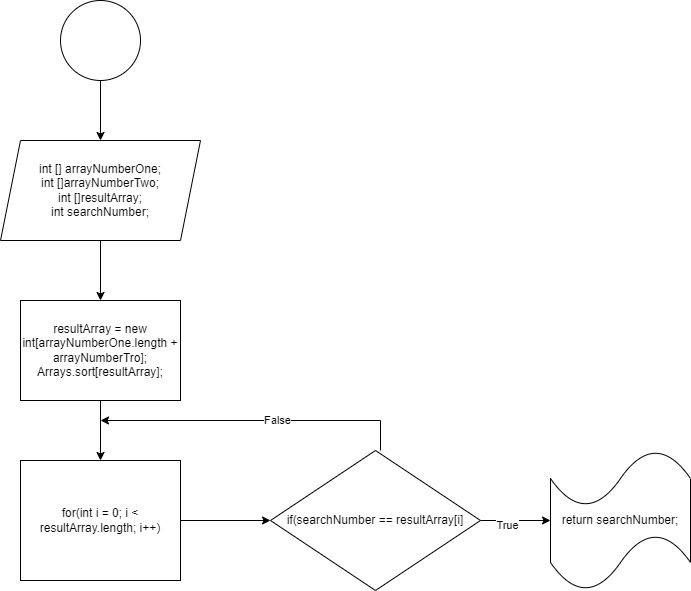 int [] arrayNumberOne;
int []arrayNumberTwo;
int []resultArray;
int searchNumber;
resultArray = new
int[arrayNumberOne.length +
arrayNumberTro];
Arrays.sort[resultArray];
False
for(int i = 0; i <
resultArray.length; i++)
if(searchNumber == resultArray[i]
True
return searchNumber;